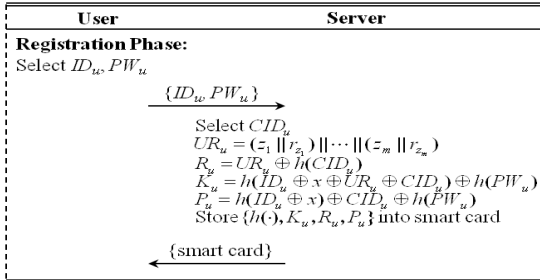 User Server
Registration Phase:
Select ID_u, PW_u
{ID_u, PW_u}
Select CID_u
UR_u = (z_1 || r_{z_1}) || ··· || (z_m || r_{z_m})
R_u = UR_u ⊕ h(CID_u)
K_u = h(ID_u ⊕ x ⊕ UR_u ⊕ CID_u) ⊕ h(PW_u)
P_u = h(ID_u ⊕ x) ⊕ CID_u ⊕ h(PW_u)
Store {h(·), K_u, R_u, P_u} into smart card
{smart card}